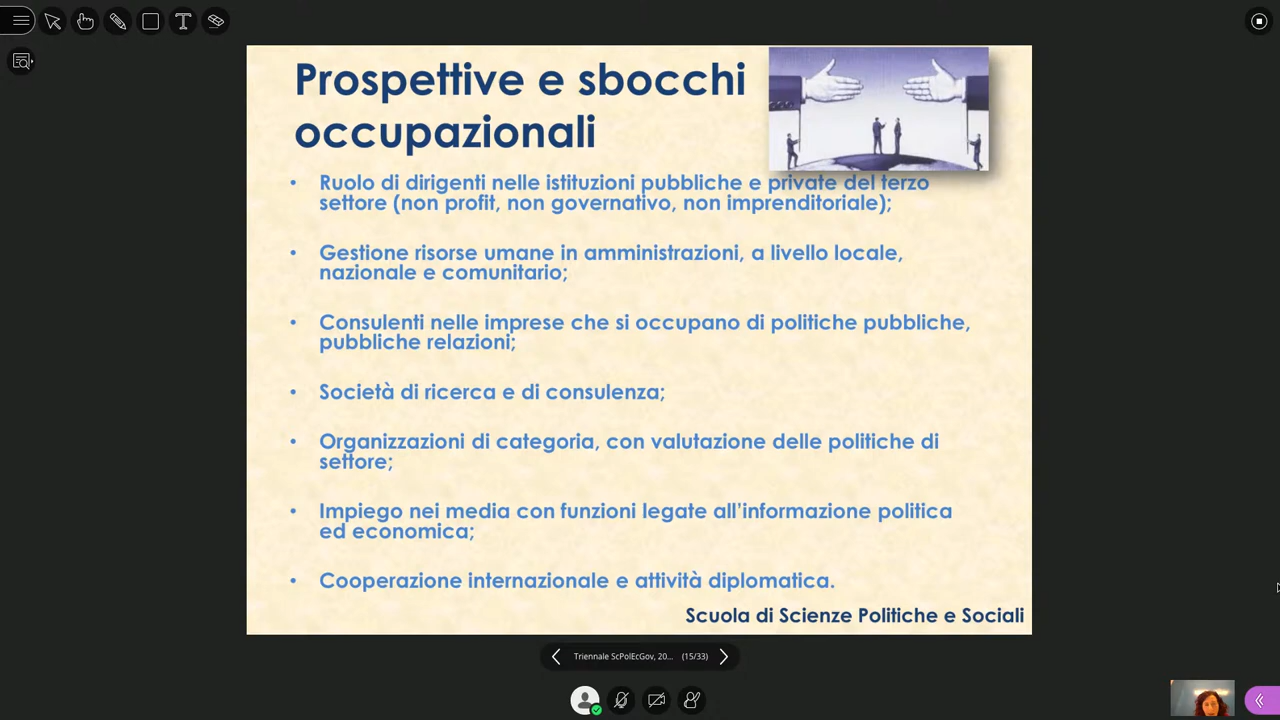 Prospettive e sbocchi
occupazionali
• Ruolo di dirigenti nelle istituzioni pubbliche e private del terzo
settore (non profit, non governativo, non imprenditoriale);
• Gestione risorse umane in amministrazioni, a livello locale,
nazionale e comunitario;
• Consulenti nelle imprese che si occupano di politiche pubbliche,
pubbliche relazioni;
• Società di ricerca e di consulenza;
• Organizzazioni di categoria, con valutazione delle politiche di
settore;
• Impiego nei media con funzioni legate all'informazione politica
ed economica;
• Cooperazione internazionale e attività diplomatica.
Scuola di Scienze Politiche e Sociali
Triennale ScPolEcGov, 20... (15/33)